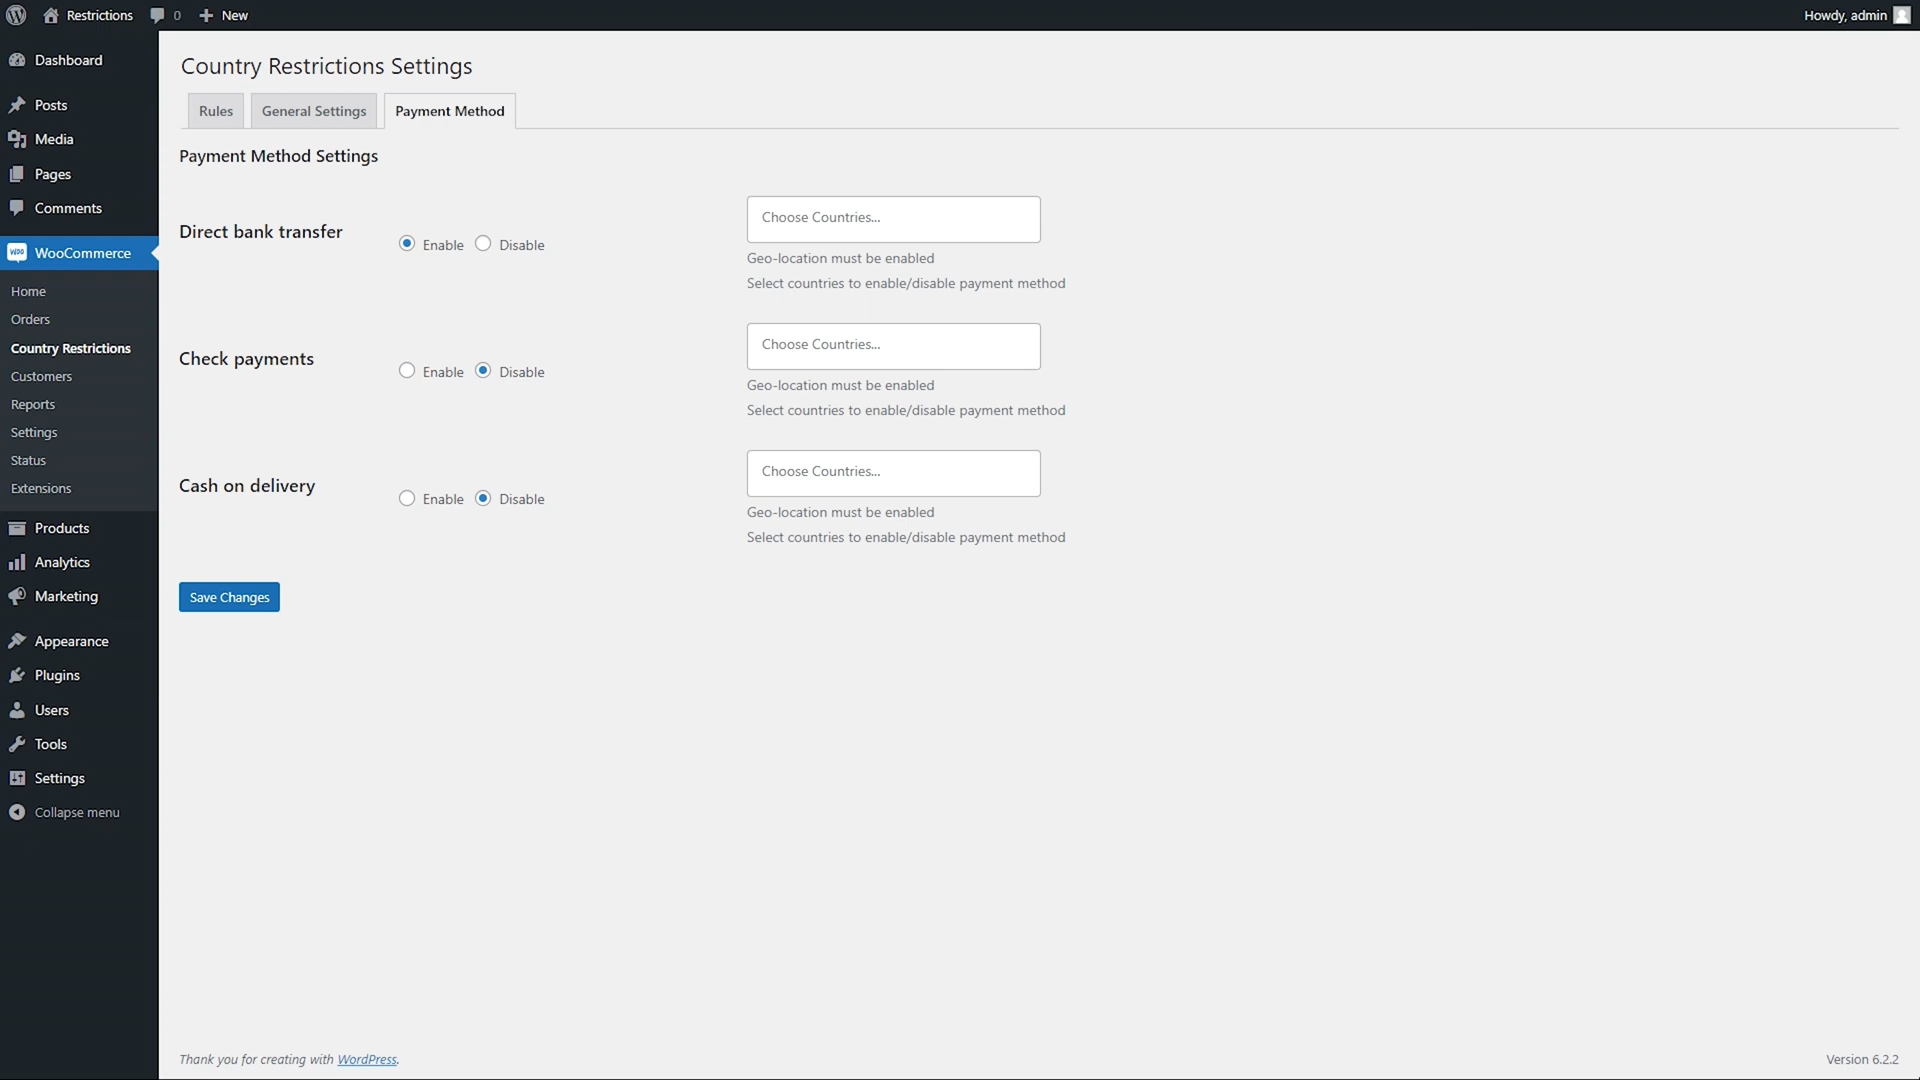 Restrictions 0 New Howdy, admin
Dashboard
Posts
Media
Pages
Comments
WooCommerce
Home
Orders
Country Restrictions
Customers
Reports
Settings
Status
Extensions
Products
Analytics
Marketing
Appearance
Plugins
Users
Tools
Settings
Collapse menu
Country Restrictions Settings
Rules General Settings Payment Method
Payment Method Settings
Direct bank transfer
Enable Disable
Choose Countries...
Geo-location must be enabled
Select countries to enable/disable payment method
Check payments
Enable Disable
Choose Countries...
Geo-location must be enabled
Select countries to enable/disable payment method
Cash on delivery
Enable Disable
Choose Countries...
Geo-location must be enabled
Select countries to enable/disable payment method
Save Changes
Thank you for creating with WordPress.
Version 6.2.2